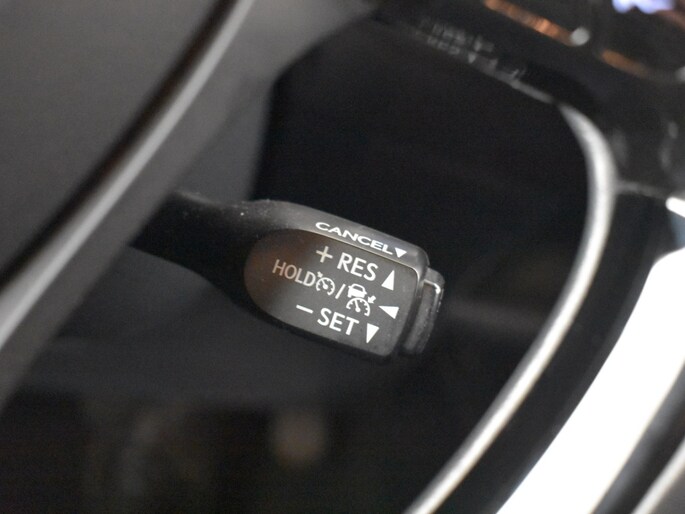 CANCEL▼
+ RES ▲
HOLD /
− SET ▼